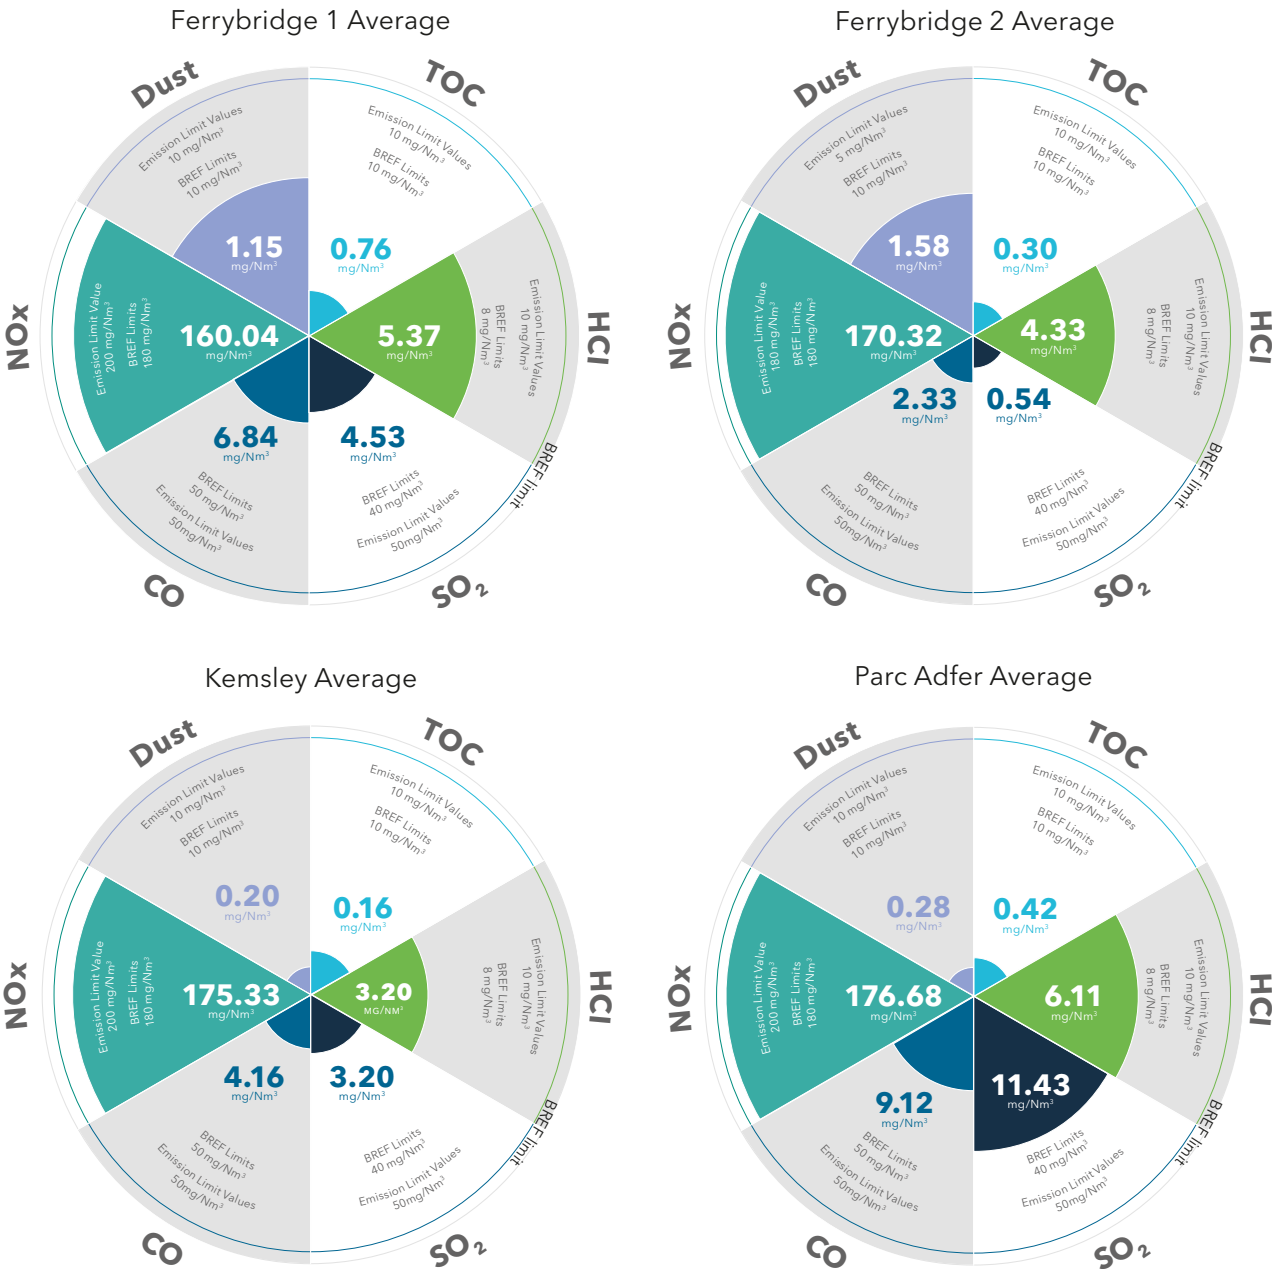 Ferrybridge 1 Average
Dust
TOC
Emission Limit Values
10 mg/Nm³
BREF Limits
10 mg/Nm³
Emission Limit Values
10 mg/Nm³
BREF Limits
10 mg/Nm³
1.15
mg/Nm³
0.76
mg/Nm³
NOx
Emission Limit Value
200 mg/Nm³
BREF Limits
180 mg/Nm³
160.04
mg/Nm³
5.37
mg/Nm³
BREF Limits
8 mg/Nm³
Emission Limit Values
10 mg/Nm³
HCl
6.84
mg/Nm³
4.53
mg/Nm³
BREF Limits
50 mg/Nm³
Emission Limit Values
50mg/Nm³
BREF Limits
40 mg/Nm³
Emission Limit Values
50mg/Nm³
BREF limit
CO
SO₂
Ferrybridge 2 Average
Dust
TOC
Emission Limit Values
5 mg/Nm³
BREF Limits
10 mg/Nm³
Emission Limit Values
10 mg/Nm³
BREF Limits
10 mg/Nm³
1.58
mg/Nm³
0.30
mg/Nm³
NOx
Emission Limit Value
180 mg/Nm³
BREF Limits
180 mg/Nm³
170.32
mg/Nm³
4.33
mg/Nm³
BREF Limits
8 mg/Nm³
Emission Limit Values
10 mg/Nm³
HCl
2.33
mg/Nm³
0.54
mg/Nm³
BREF Limits
50 mg/Nm³
Emission Limit Values
50mg/Nm³
BREF Limits
40 mg/Nm³
Emission Limit Values
50mg/Nm³
BREF limit
CO
SO₂
Kemsley Average
Dust
TOC
Emission Limit Values
10 mg/Nm³
BREF Limits
10 mg/Nm³
Emission Limit Values
10 mg/Nm³
BREF Limits
10 mg/Nm³
0.20
mg/Nm³
0.16
mg/Nm³
NOx
Emission Limit Value
200 mg/Nm³
BREF Limits
180 mg/Nm³
175.33
mg/Nm³
3.20
MG/NM³
BREF Limits
8 mg/Nm³
Emission Limit Values
10 mg/Nm³
HCl
4.16
mg/Nm³
3.20
mg/Nm³
BREF Limits
50 mg/Nm³
Emission Limit Values
50mg/Nm³
BREF Limits
40 mg/Nm³
Emission Limit Values
50mg/Nm³
BREF limit
CO
SO₂
Parc Adfer Average
Dust
TOC
Emission Limit Values
10 mg/Nm³
BREF Limits
10 mg/Nm³
Emission Limit Values
10 mg/Nm³
BREF Limits
10 mg/Nm³
0.28
mg/Nm³
0.42
mg/Nm³
NOx
Emission Limit Value
200 mg/Nm³
BREF Limits
180 mg/Nm³
176.68
mg/Nm³
6.11
mg/Nm³
BREF Limits
8 mg/Nm³
Emission Limit Values
10 mg/Nm³
HCl
9.12
mg/Nm³
11.43
mg/Nm³
BREF Limits
50 mg/Nm³
Emission Limit Values
50mg/Nm³
BREF Limits
40 mg/Nm³
Emission Limit Values
50mg/Nm³
BREF limit
CO
SO₂